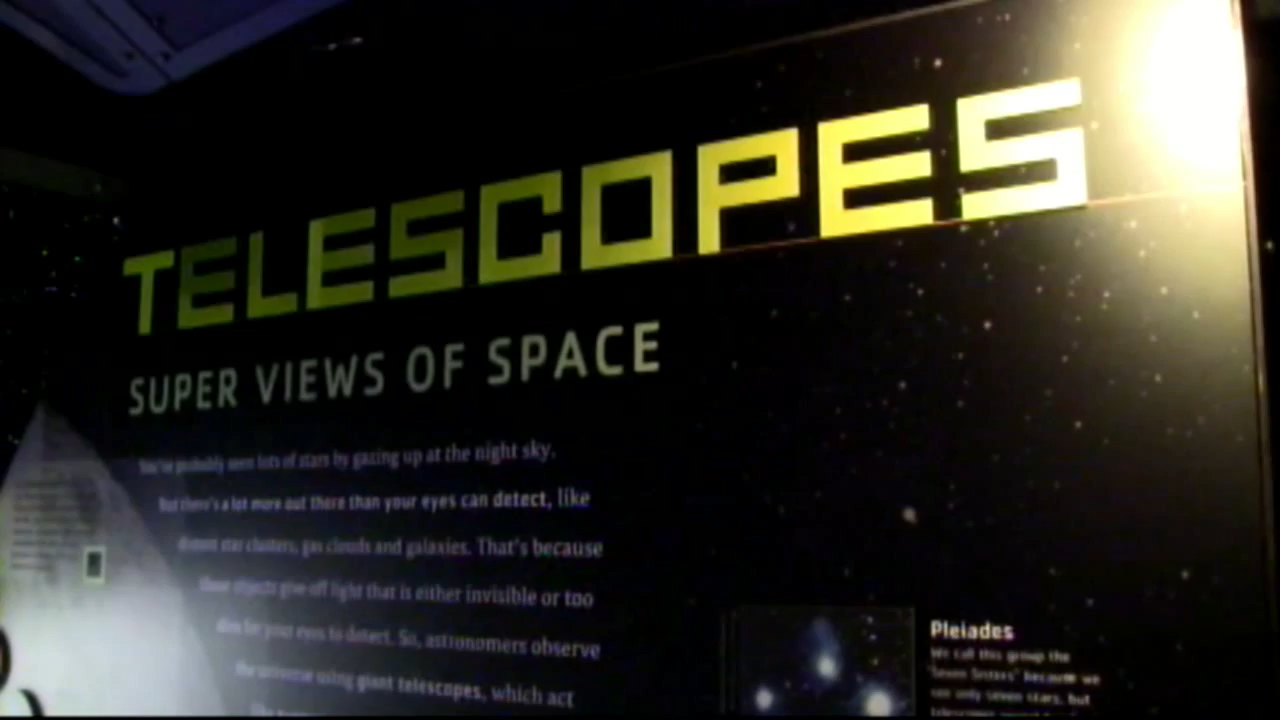 TELESCOPES
SUPER VIEWS OF SPACE
You've probably seen lots of stars by gazing up at the night sky.
But there's a lot more out there than your eyes can detect, like
distant star clusters, gas clouds and galaxies. That's because
these objects give off light that is either invisible or too
dim for your eyes to detect. So, astronomers observe
the universe using giant telescopes, which act
Pleiades
We call this group the
"Seven Sisters" because we
see only seven stars, but